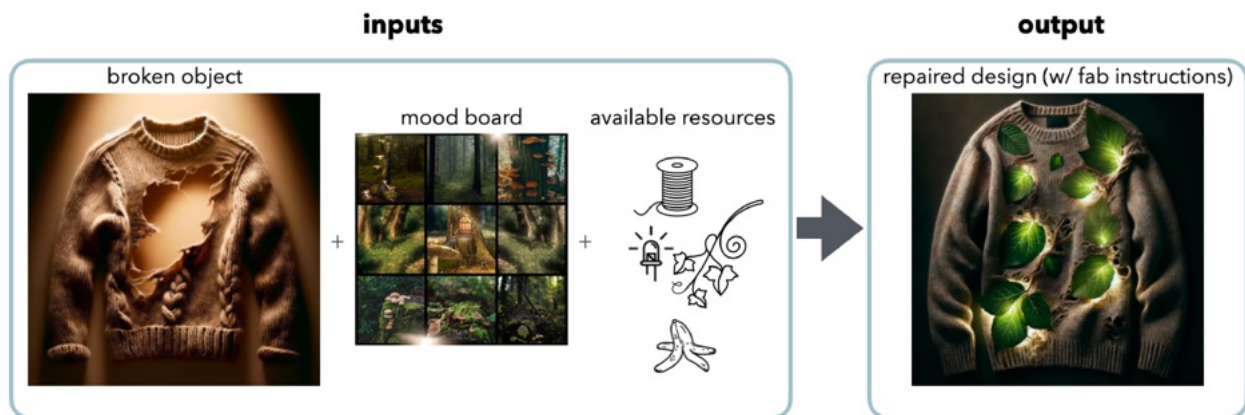 inputs
output
broken object
mood board
available resources
repaired design (w/ fab instructions)
+
+